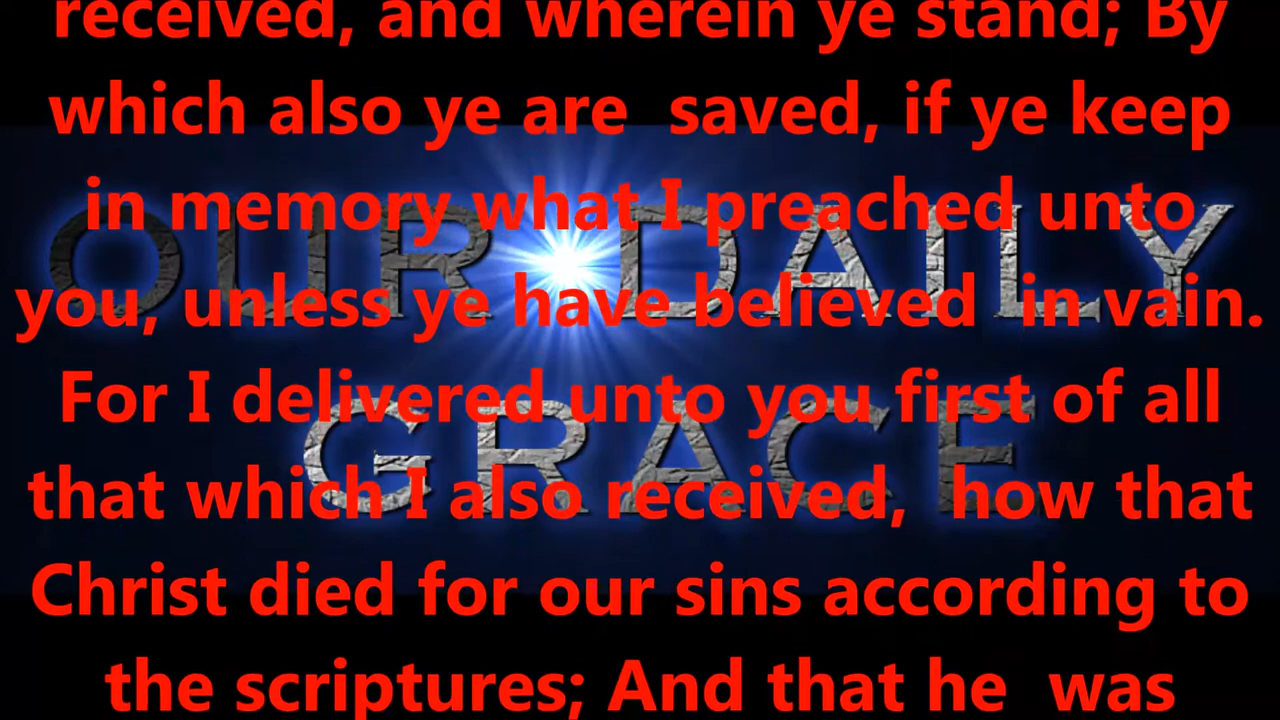 received, and wherein ye stand; By
which also ye are  saved, if ye keep
in memory what I preached unto
you, unless ye have believed  in vain.
For I delivered unto you first of all
that which I also received,  how that
Christ died for our sins according to
the scriptures; And that he  was
OUR DAILY
GRACE